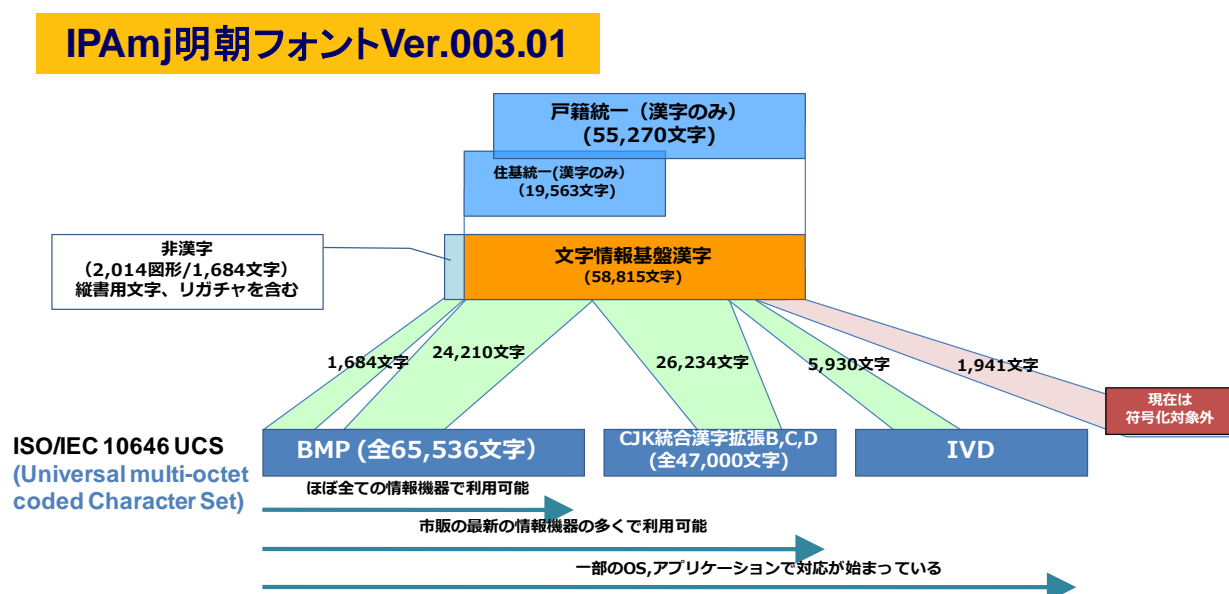 IPAmj明朝フォントVer.003.01
戸籍統一（漢字のみ）
(55,270文字)
住基統一(漢字のみ）
（19,563文字)
非漢字
（2,014図形/1,684文字）
縦書用文字、リガチャを含む
文字情報基盤漢字
(58,815文字)
1,684文字
24,210文字
26,234文字
5,930文字
1,941文字
現在は
符号化対象外
ISO/IEC 10646 UCS
(Universal multi-octet
coded Character Set)
BMP (全65,536文字）
CJK統合漢字拡張B,C,D
(全47,000文字)
IVD
ほぼ全ての情報機器で利用可能
市販の最新の情報機器の多くで利用可能
一部のOS,アプリケーションで対応が始まっている